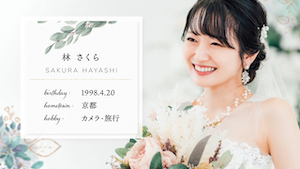 林 さくら
SAKURA HAYASHI
birthday · 1998.4.20
hometown · 京都
hobby · カメラ・旅行